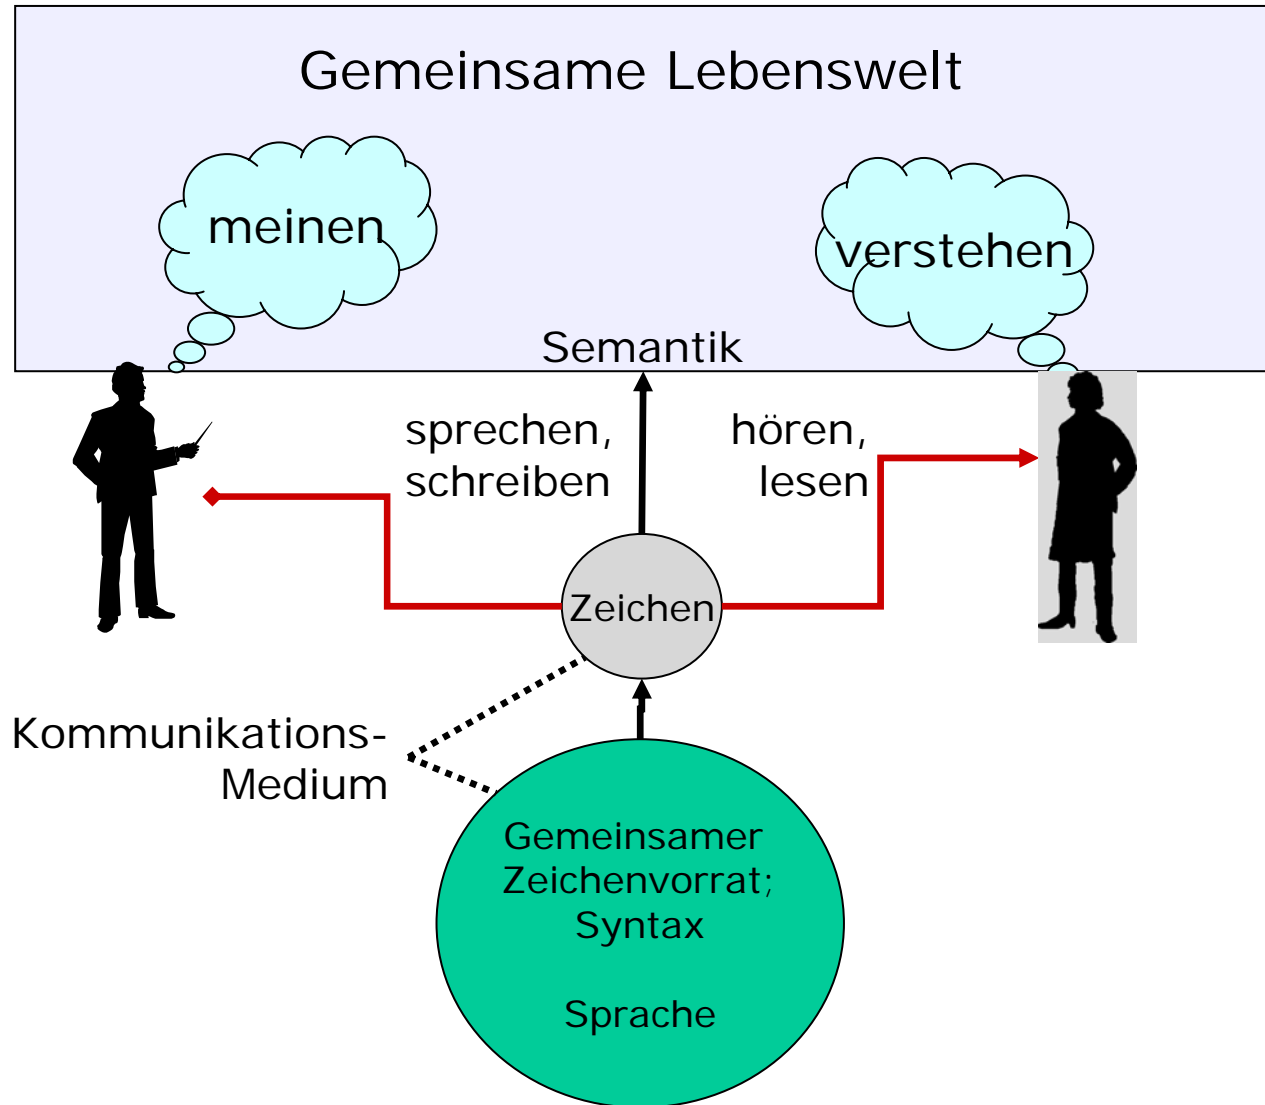 Gemeinsame Lebenswelt
meinen
verstehen
Semantik
sprechen,
schreiben
hören,
lesen
Zeichen
Kommunikations-
Medium
Gemeinsamer
Zeichenvorrat;
Syntax
Sprache